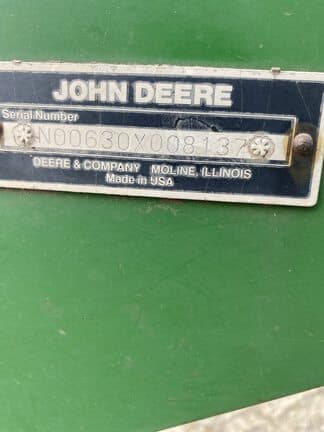 JOHN DEERE
Serial Number
N00630X008137
DEERE & COMPANY MOLINE, ILLINOIS
Made in USA